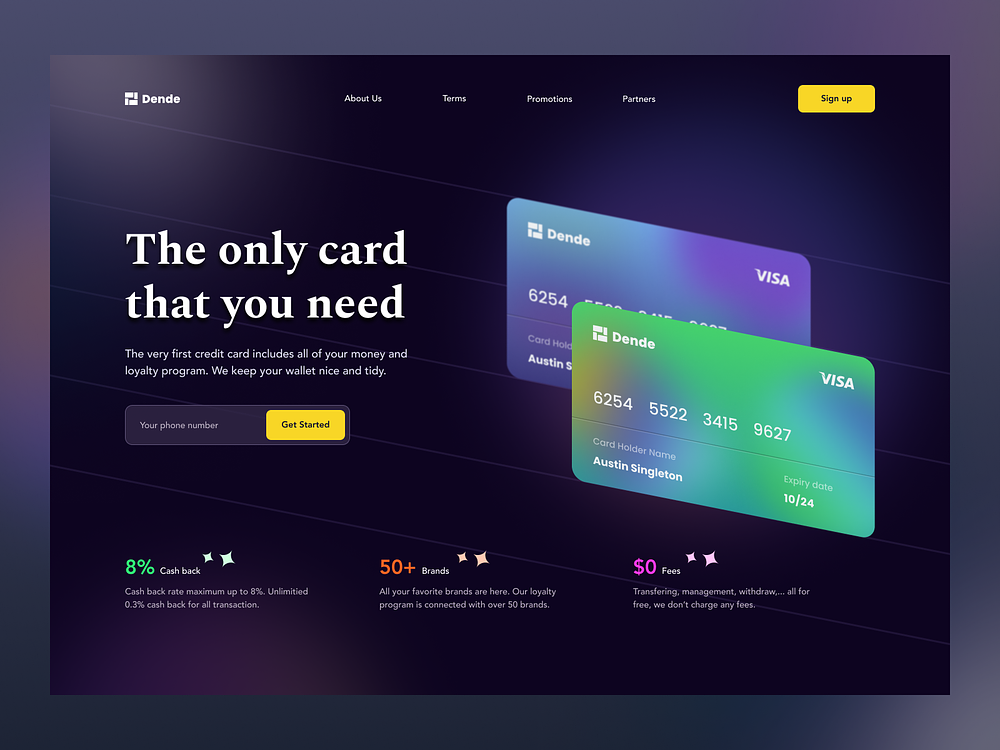 Dende
About Us
Terms
Promotions
Partners
Sign up
The only card
that you need
The very first credit card includes all of your money and
loyalty program. We keep your wallet nice and tidy.
Your phone number
Get Started
Dende
VISA
6254
Austin S
Dende
VISA
6254 5522 3415 9627
Card Holder Name
Austin Singleton
Expiry date
10/24
8% Cash back
Cash back rate maximum up to 8%. Unlimitied
0.3% cash back for all transaction.
50+ Brands
All your favorite brands are here. Our loyalty
program is connected with over 50 brands.
$0 Fees
Transfering, management, withdraw,... all for
free, we don't charge any fees.